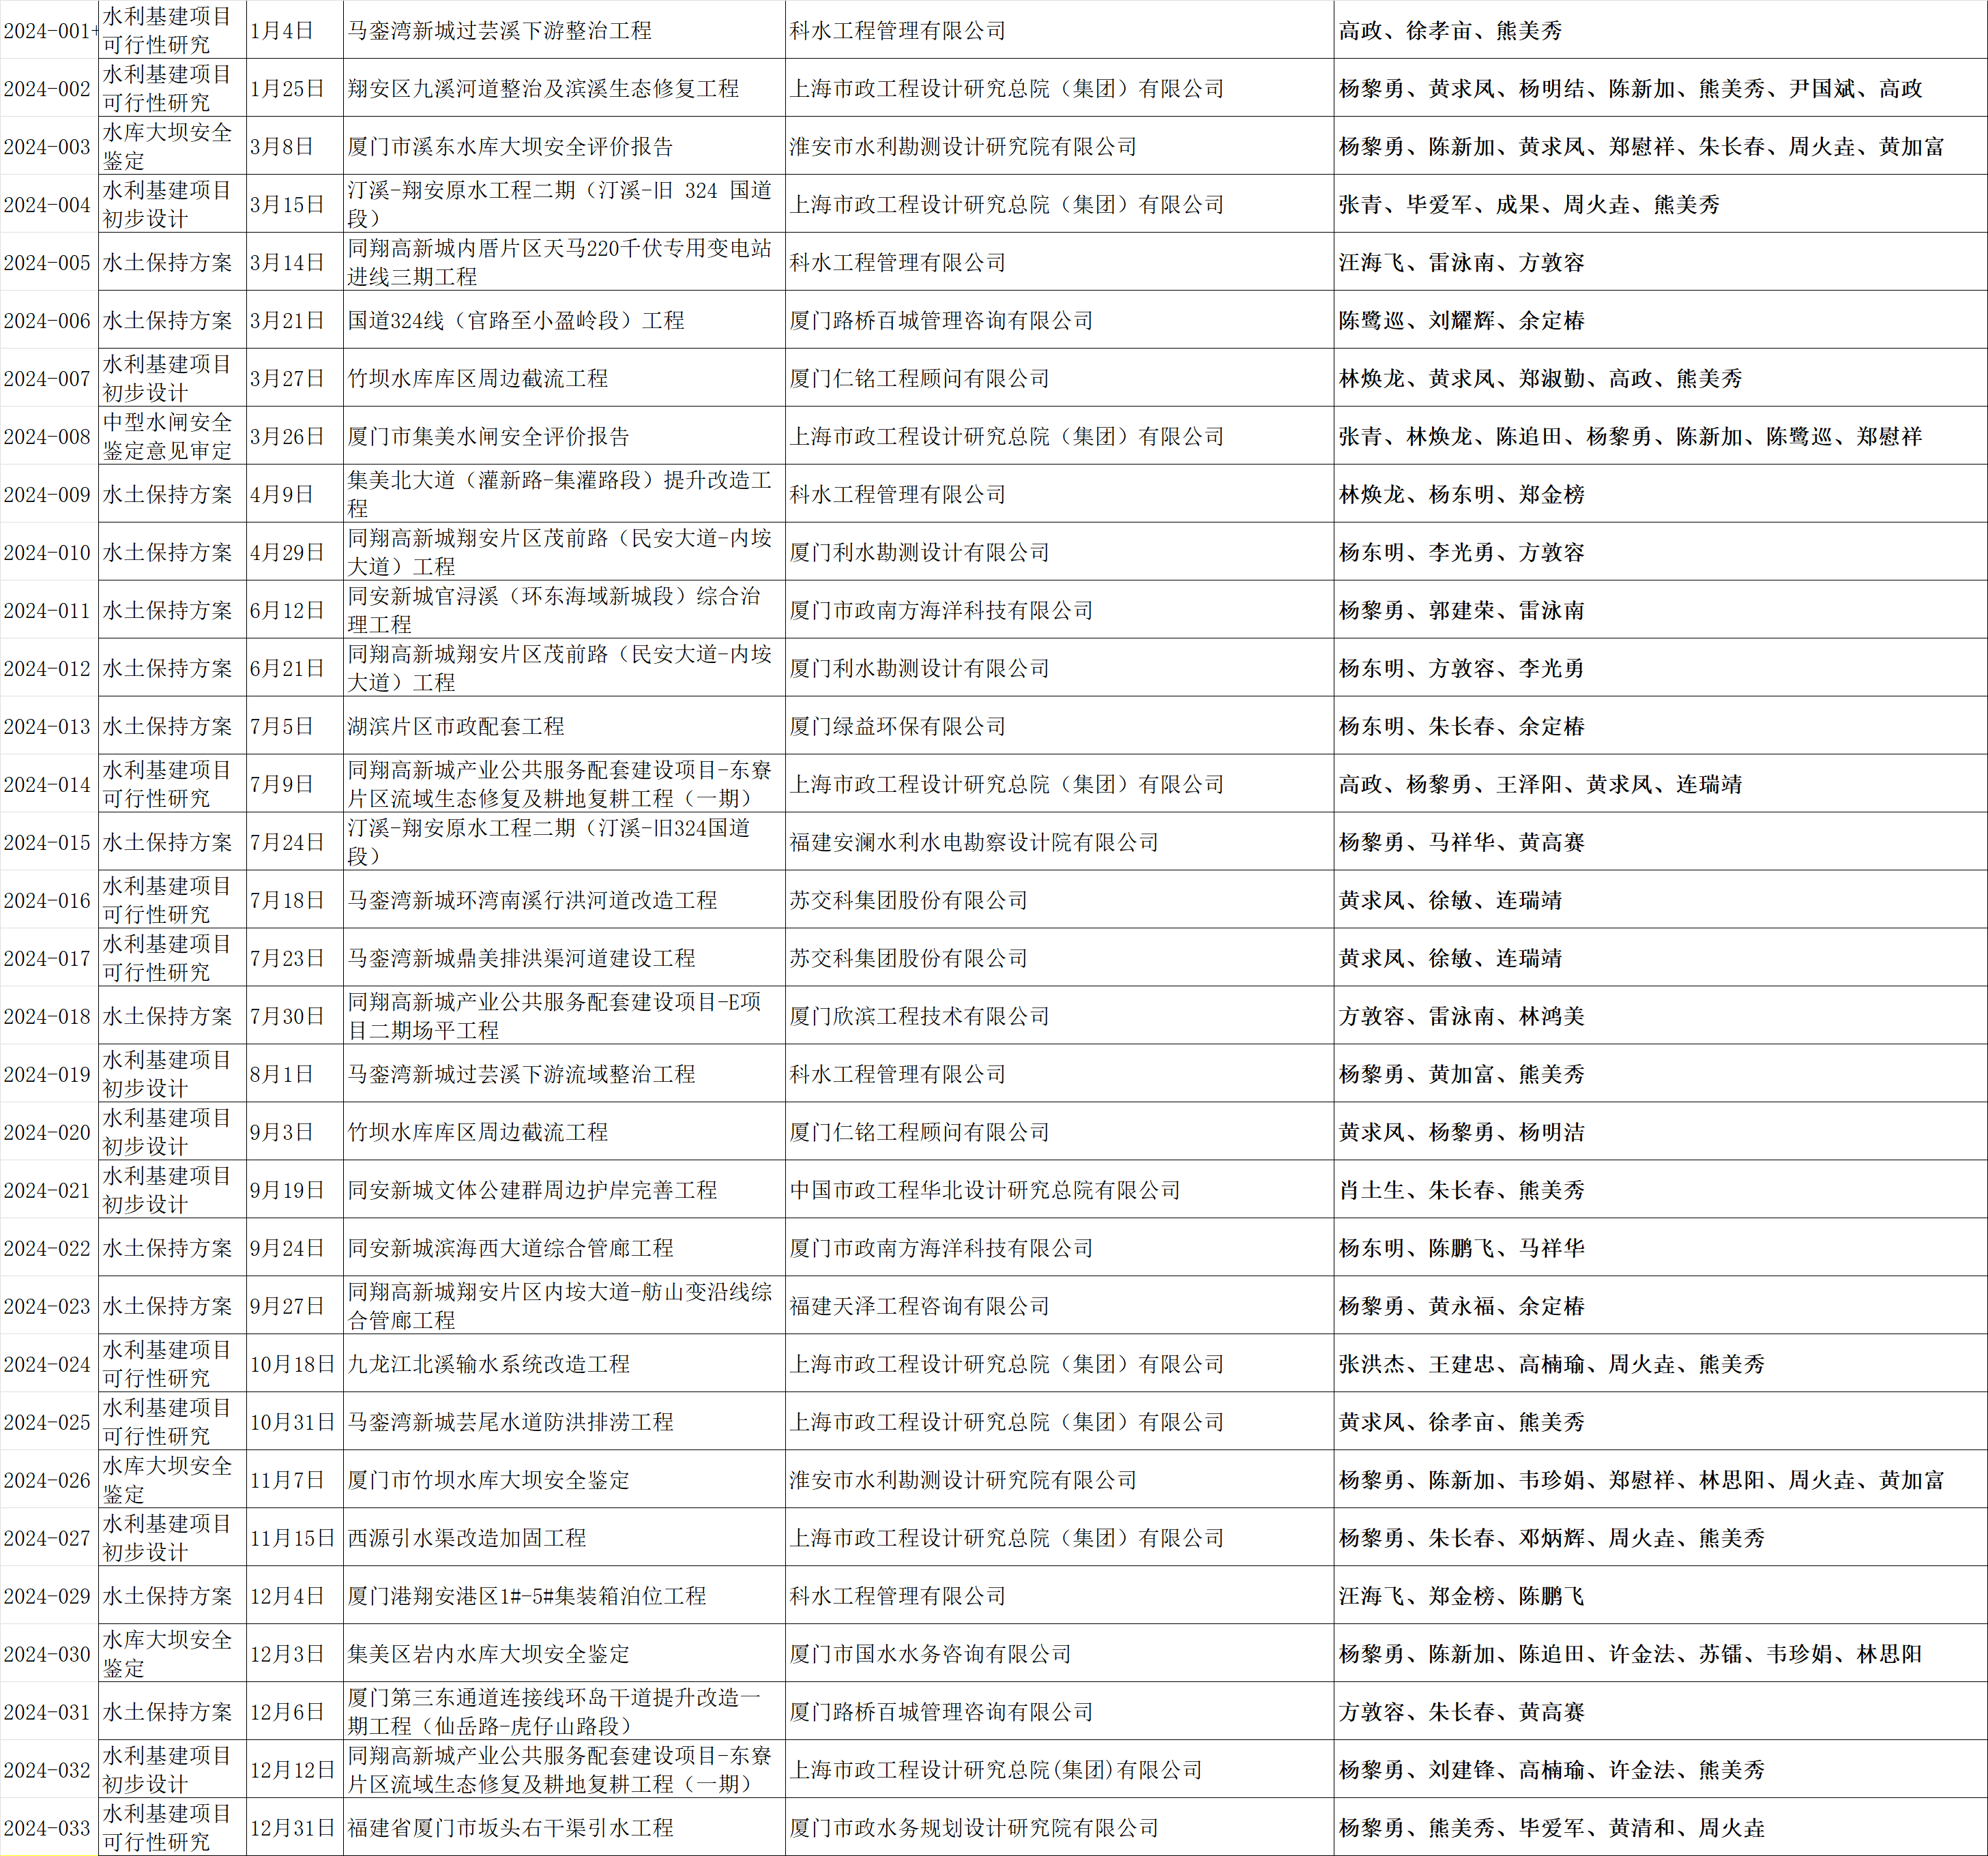 2024-001+ 水利基建项目 1月4日 马銮湾新城过芸溪下游整治工程 科水工程管理有限公司 高政、徐孝亩、熊美秀
可行性研究
2024-002 水利基建项目 1月25日 翔安区九溪河道整治及滨溪生态修复工程 上海市政工程设计研究总院（集团）有限公司 杨黎勇、黄求凤、杨明结、陈新加、熊美秀、尹国斌、高政
可行性研究
2024-003 水库大坝安全 3月8日 厦门市溪东水库大坝安全评价报告 淮安市水利勘测设计研究院有限公司 杨黎勇、陈新加、黄求凤、郑慰祥、朱长春、周火垚、黄加富
鉴定
2024-004 水利基建项目 3月15日 汀溪-翔安原水工程二期（汀溪-旧 324 国道 上海市政工程设计研究总院（集团）有限公司 张青、毕爱军、成果、周火垚、熊美秀
初步设计 段）
2024-005 水土保持方案 3月14日 同翔高新城内厝片区天马220千伏专用变电站 科水工程管理有限公司 汪海飞、雷泳南、方敦容
进线三期工程
2024-006 水土保持方案 3月21日 国道324线（官路至小盈岭段）工程 厦门路桥百城管理咨询有限公司 陈鹭巡、刘耀辉、余定椿
2024-007 水利基建项目 3月27日 竹坝水库库区周边截流工程 厦门仁铭工程顾问有限公司 林焕龙、黄求凤、郑淑勤、高政、熊美秀
初步设计
2024-008 中型水闸安全 3月26日 厦门市集美水闸安全评价报告 上海市政工程设计研究总院（集团）有限公司 张青、林焕龙、陈追田、杨黎勇、陈新加、陈鹭巡、郑慰祥
鉴定意见审定
2024-009 水土保持方案 4月9日 集美北大道（灌新路-集灌路段）提升改造工 科水工程管理有限公司 林焕龙、杨东明、郑金榜
程
2024-010 水土保持方案 4月29日 同翔高新城翔安片区茂前路（民安大道-内垵 厦门利水勘测设计有限公司 杨东明、李光勇、方敦容
大道）工程
2024-011 水土保持方案 6月12日 同安新城官浔溪（环东海域新城段）综合治 厦门市政南方海洋科技有限公司 杨黎勇、郭建荣、雷泳南
理工程
2024-012 水土保持方案 6月21日 同翔高新城翔安片区茂前路（民安大道-内垵 厦门利水勘测设计有限公司 杨东明、方敦容、李光勇
大道）工程
2024-013 水土保持方案 7月5日 湖滨片区市政配套工程 厦门绿益环保有限公司 杨东明、朱长春、余定椿
2024-014 水利基建项目 7月9日 同翔高新城产业公共服务配套建设项目-东寮 上海市政工程设计研究总院（集团）有限公司 高政、杨黎勇、王泽阳、黄求凤、连瑞靖
可行性研究 片区流域生态修复及耕地复耕工程（一期）
2024-015 水土保持方案 7月24日 汀溪-翔安原水工程二期（汀溪-旧324国道 福建安澜水利水电勘察设计院有限公司 杨黎勇、马祥华、黄高赛
段）
2024-016 水利基建项目 7月18日 马銮湾新城环湾南溪行洪河道改造工程 苏交科集团股份有限公司 黄求凤、徐敏、连瑞靖
可行性研究
2024-017 水利基建项目 7月23日 马銮湾新城鼎美排洪渠河道建设工程 苏交科集团股份有限公司 黄求凤、徐敏、连瑞靖
可行性研究
2024-018 水土保持方案 7月30日 同翔高新城产业公共服务配套建设项目-E项 厦门欣滨工程技术有限公司 方敦容、雷泳南、林鸿美
目二期场平工程
2024-019 水利基建项目 8月1日 马銮湾新城过芸溪下游流域整治工程 科水工程管理有限公司 杨黎勇、黄加富、熊美秀
初步设计
2024-020 水利基建项目 9月3日 竹坝水库库区周边截流工程 厦门仁铭工程顾问有限公司 黄求凤、杨黎勇、杨明洁
初步设计
2024-021 水利基建项目 9月19日 同安新城文体公建群周边护岸完善工程 中国市政工程华北设计研究总院有限公司 肖土生、朱长春、熊美秀
初步设计
2024-022 水土保持方案 9月24日 同安新城滨海西大道综合管廊工程 厦门市政南方海洋科技有限公司 杨东明、陈鹏飞、马祥华
2024-023 水土保持方案 9月27日 同翔高新城翔安片区内垵大道-舫山变沿线综 福建天泽工程咨询有限公司 杨黎勇、黄永福、余定椿
合管廊工程
2024-024 水利基建项目 10月18日 九龙江北溪输水系统改造工程 上海市政工程设计研究总院（集团）有限公司 张洪杰、王建忠、高楠瑜、周火垚、熊美秀
可行性研究
2024-025 水利基建项目 10月31日 马銮湾新城芸尾水道防洪排涝工程 上海市政工程设计研究总院（集团）有限公司 黄求凤、徐孝亩、熊美秀
可行性研究
2024-026 水库大坝安全 11月7日 厦门市竹坝水库大坝安全鉴定 淮安市水利勘测设计研究院有限公司 杨黎勇、陈新加、韦珍娟、郑慰祥、林思阳、周火垚、黄加富
鉴定
2024-027 水利基建项目 11月15日 西源引水渠改造加固工程 上海市政工程设计研究总院（集团）有限公司 杨黎勇、朱长春、邓炳辉、周火垚、熊美秀
初步设计
2024-029 水土保持方案 12月4日 厦门港翔安港区1#-5#集装箱泊位工程 科水工程管理有限公司 汪海飞、郑金榜、陈鹏飞
2024-030 水库大坝安全 12月3日 集美区岩内水库大坝安全鉴定 厦门市国水水务咨询有限公司 杨黎勇、陈新加、陈追田、许金法、苏镭、韦珍娟、林思阳
鉴定
2024-031 水土保持方案 12月6日 厦门第三东通道连接线环岛干道提升改造一 厦门路桥百城管理咨询有限公司 方敦容、朱长春、黄高赛
期工程（仙岳路-虎仔山路段）
2024-032 水利基建项目 12月12日 同翔高新城产业公共服务配套建设项目-东寮 上海市政工程设计研究总院(集团)有限公司 杨黎勇、刘建锋、高楠瑜、许金法、熊美秀
初步设计 片区流域生态修复及耕地复耕工程（一期）
2024-033 水利基建项目 12月31日 福建省厦门市坂头右干渠引水工程 厦门市政水务规划设计研究院有限公司 杨黎勇、熊美秀、毕爱军、黄清和、周火垚
可行性研究